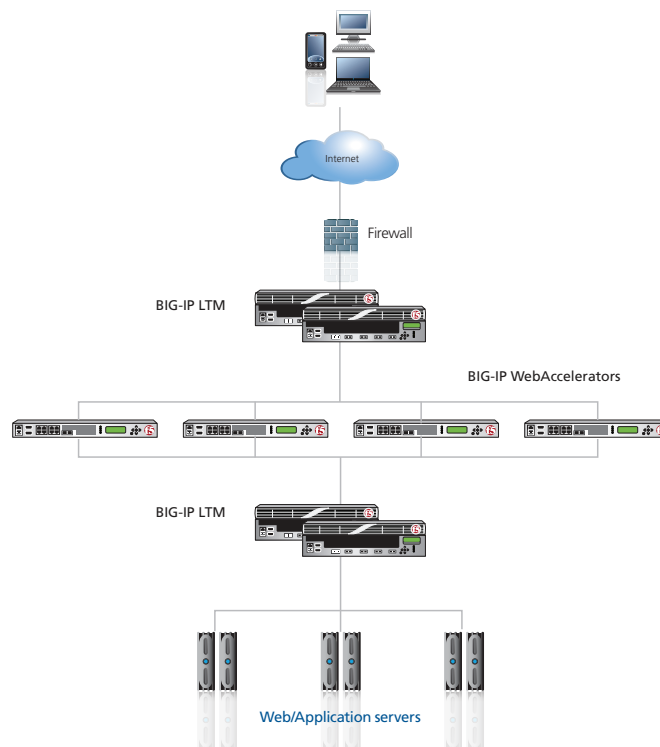 Internet
Firewall
BIG-IP LTM
BIG-IP WebAccelerators
BIG-IP LTM
Web/Application servers